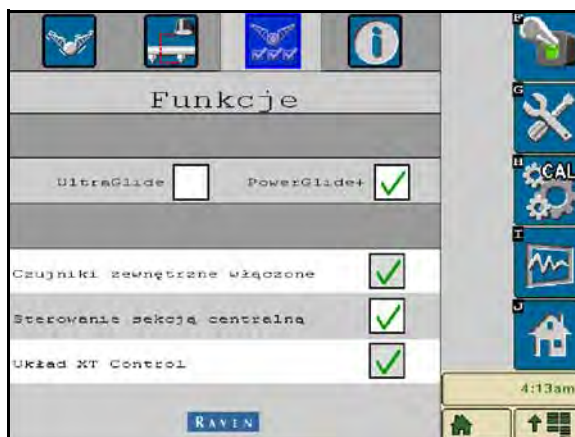 F
Funkcje
G
UltraGlide PowerGlide+
H
CAL
Czujniki zewnętrzne włączone
I
Sterowanie sekcją centralną
J
Układ XT Control
RAVEN
4:13am